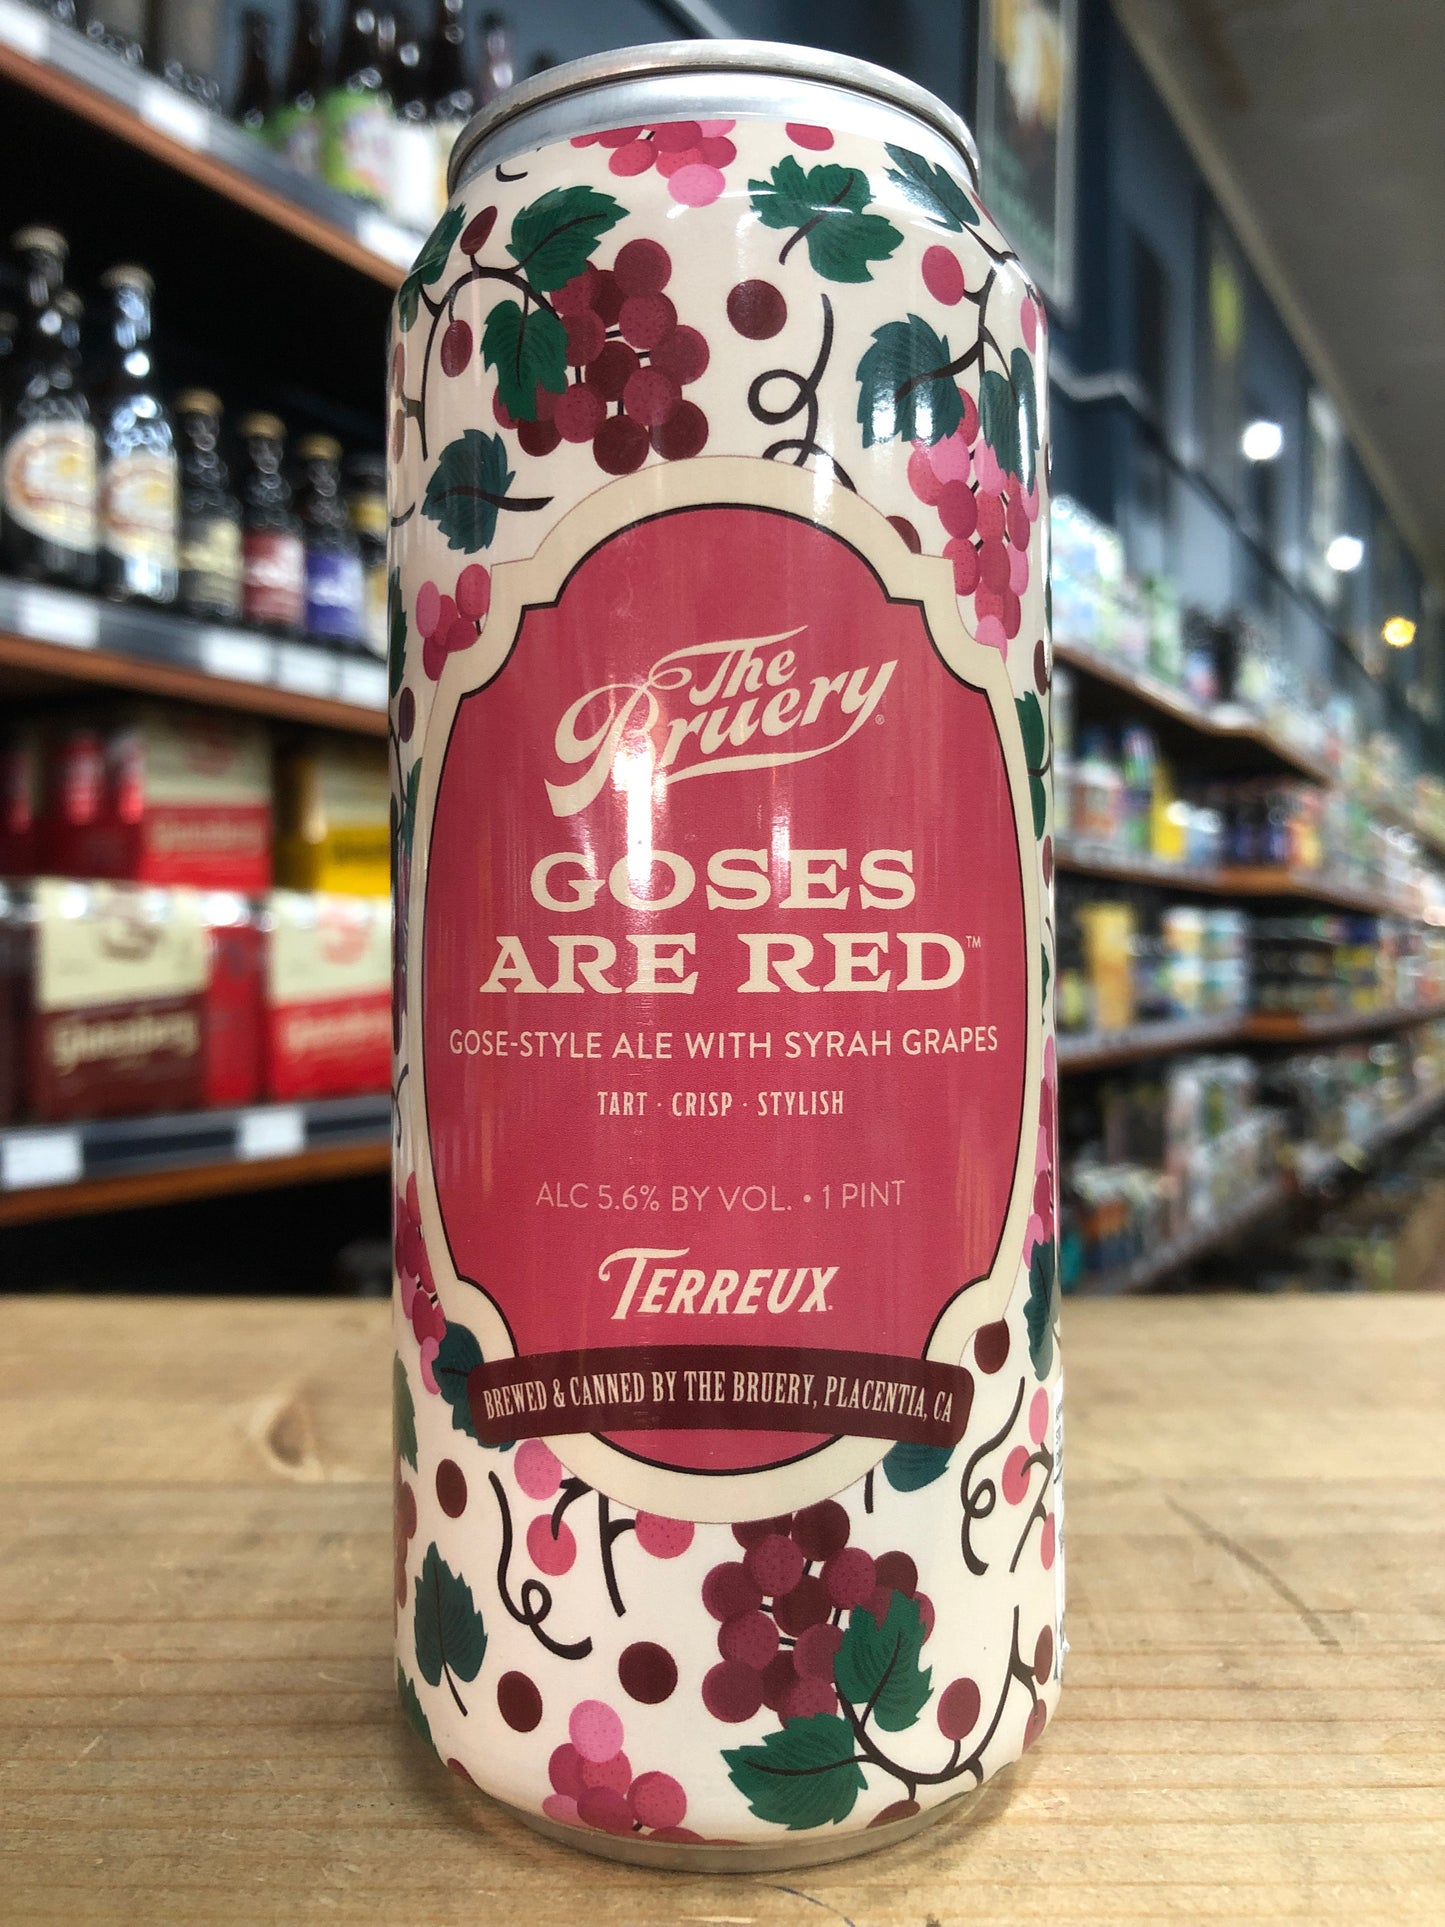 The
Bruery®
GOSES
ARE RED™
GOSE-STYLE ALE WITH SYRAH GRAPES
TART · CRISP · STYLISH
ALC 5.6% BY VOL. • 1 PINT
TERREUX
BREWED & CANNED BY THE BRUERY, PLACENTIA, CA